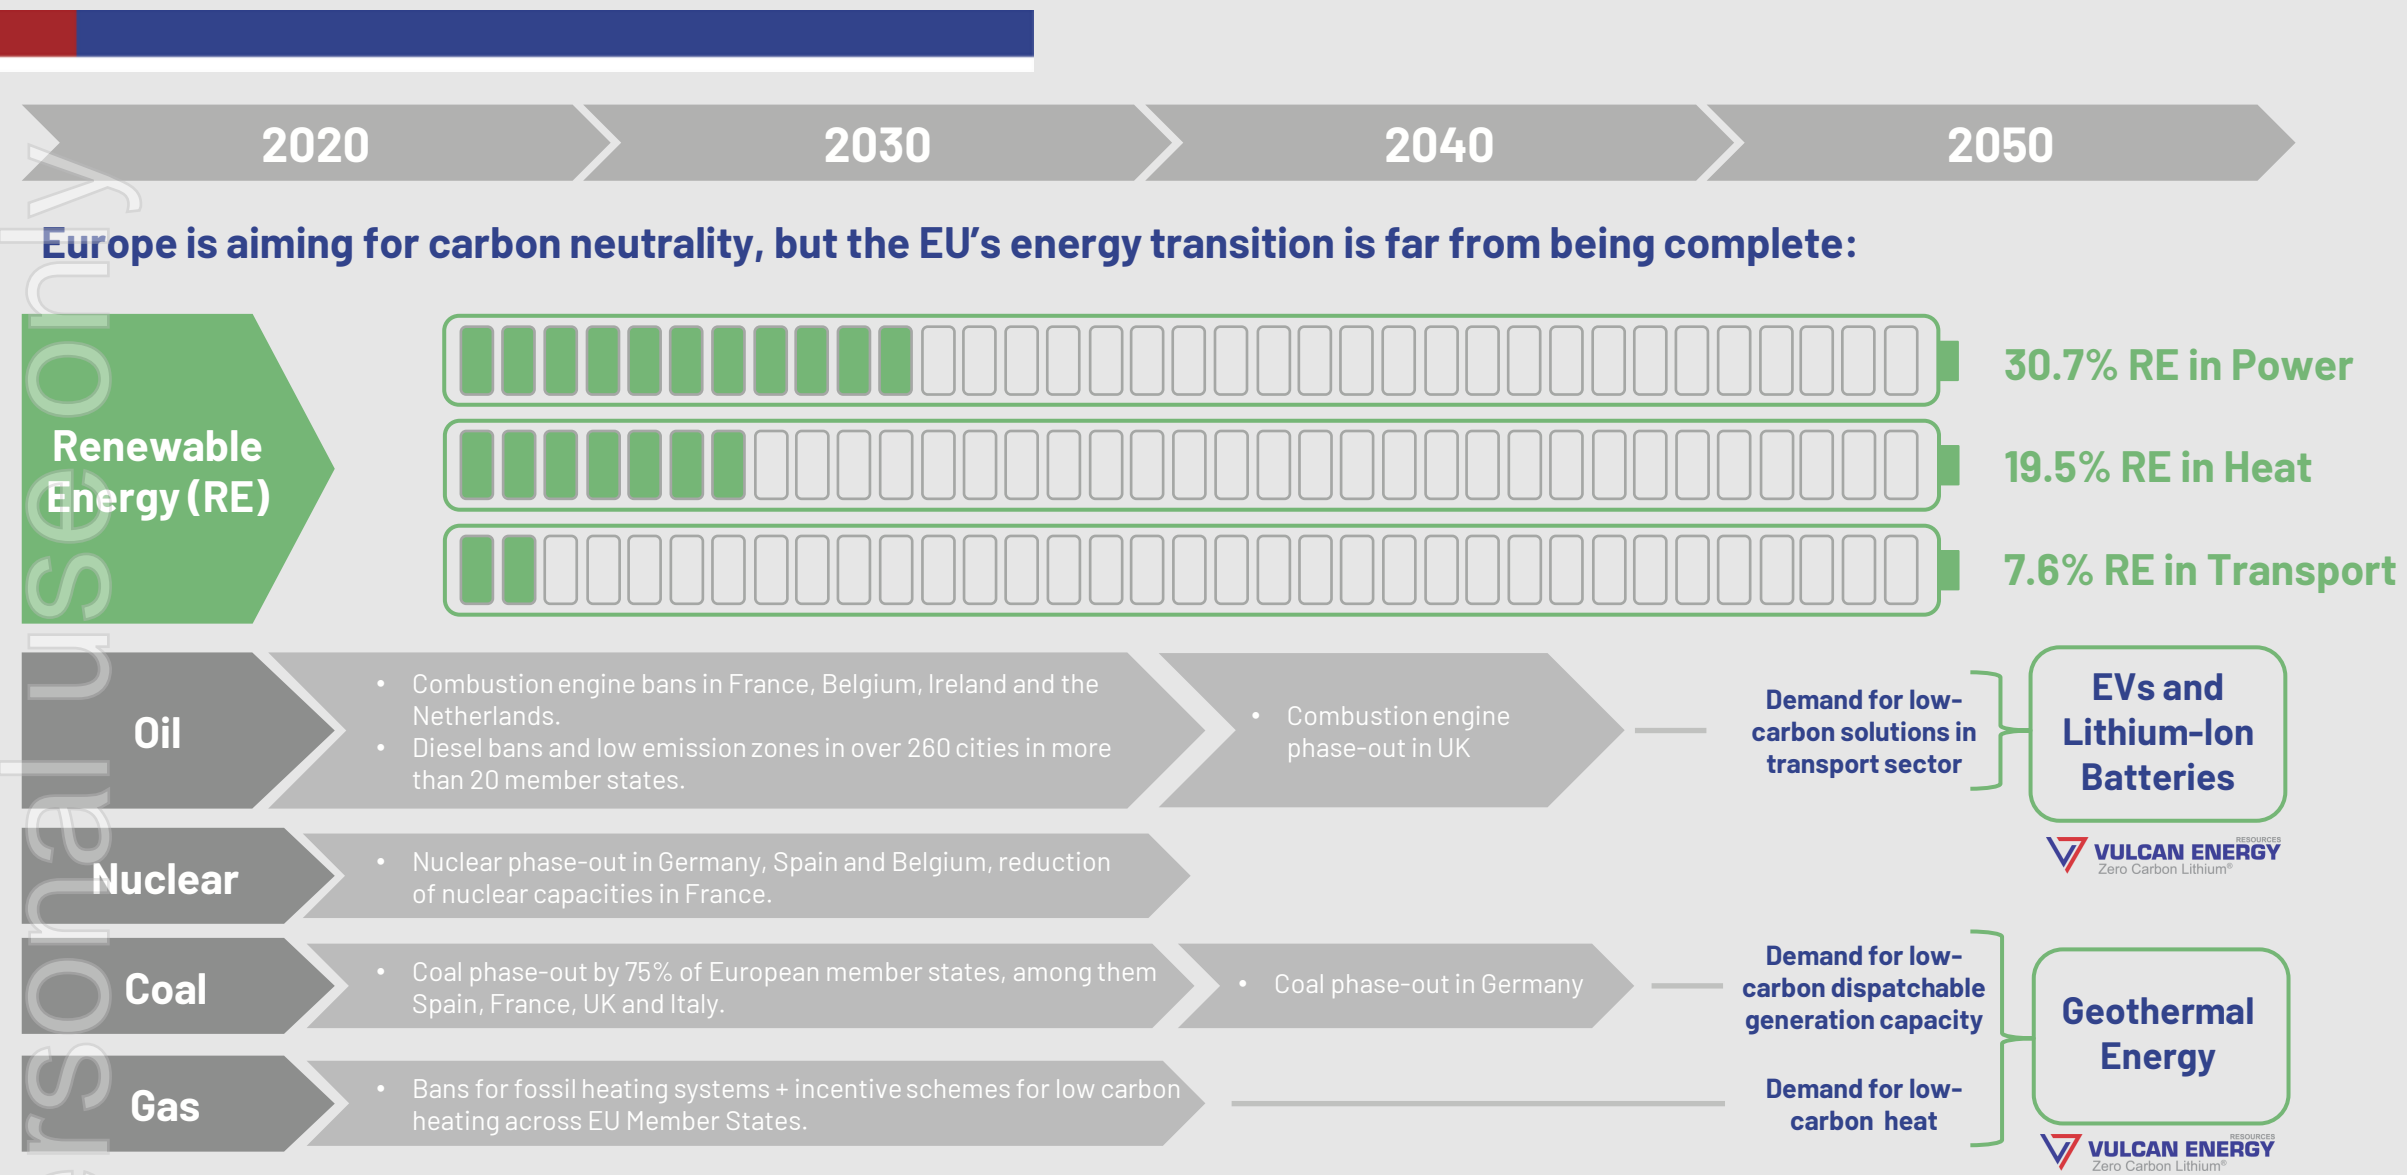 2020
2030
2040
2050
Europe is aiming for carbon neutrality, but the EU's energy transition is far from being complete:
Renewable
Energy (RE)
30.7% RE in Power
19.5% RE in Heat
7.6% RE in Transport
Oil
• Combustion engine bans in France, Belgium, Ireland and the
Netherlands.
• Diesel bans and low emission zones in over 260 cities in more
than 20 member states.
• Combustion engine
phase-out in UK
Demand for low-
carbon solutions in
transport sector
EVs and
Lithium-Ion
Batteries
RESOURCES
VULCAN ENERGY
Zero Carbon Lithium®
Nuclear
• Nuclear phase-out in Germany, Spain and Belgium, reduction
of nuclear capacities in France.
Coal
• Coal phase-out by 75% of European member states, among them
Spain, France, UK and Italy.
• Coal phase-out in Germany
Demand for low-
carbon dispatchable
generation capacity
Geothermal
Energy
Gas
• Bans for fossil heating systems + incentive schemes for low carbon
heating across EU Member States.
Demand for low-
carbon heat
RESOURCES
VULCAN ENERGY
Zero Carbon Lithium®
ersonal use only